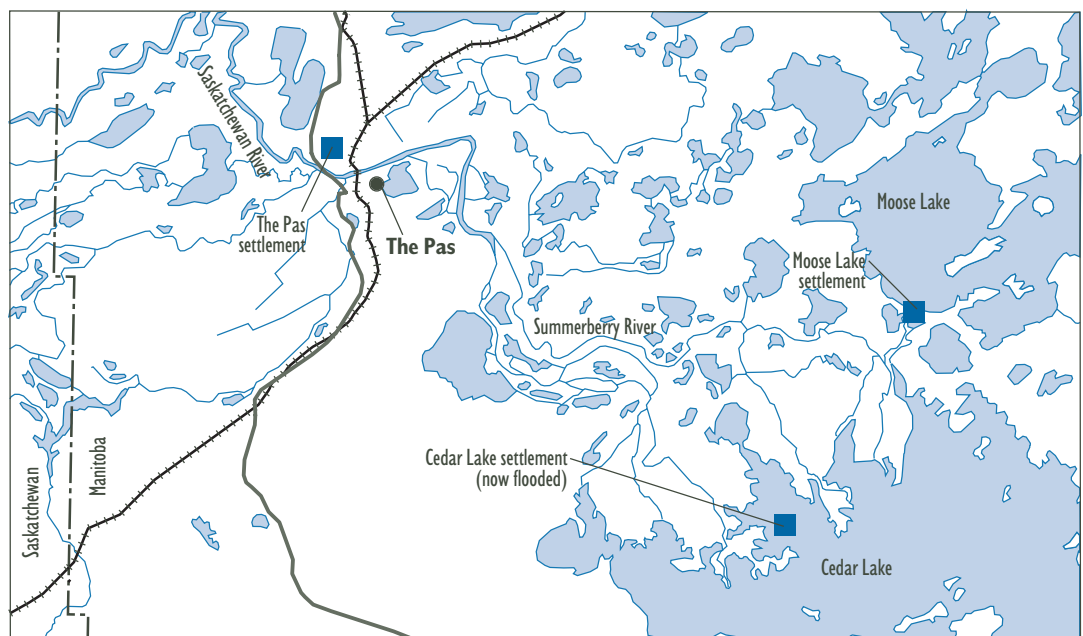 Saskatchewan River
The Pas
settlement
The Pas
Moose Lake
Moose Lake
settlement
Summerberry River
Cedar Lake settlement
(now flooded)
Cedar Lake
Saskatchewan
Manitoba